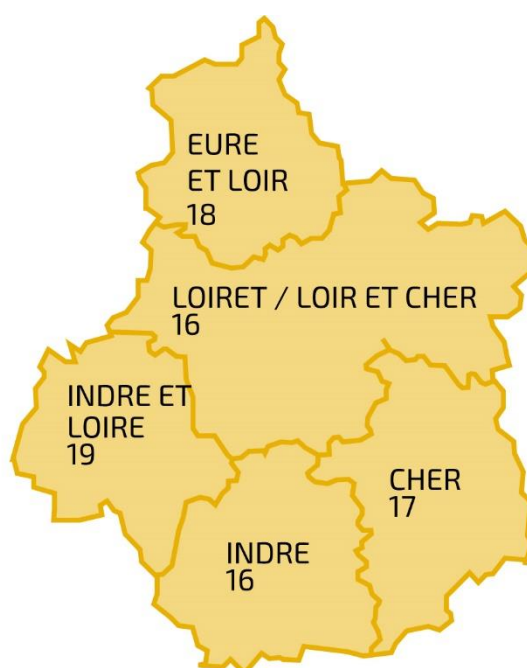 EURE
ET LOIR
18
LOIRET / LOIR ET CHER
16
INDRE ET
LOIRE
19
CHER
17
INDRE
16